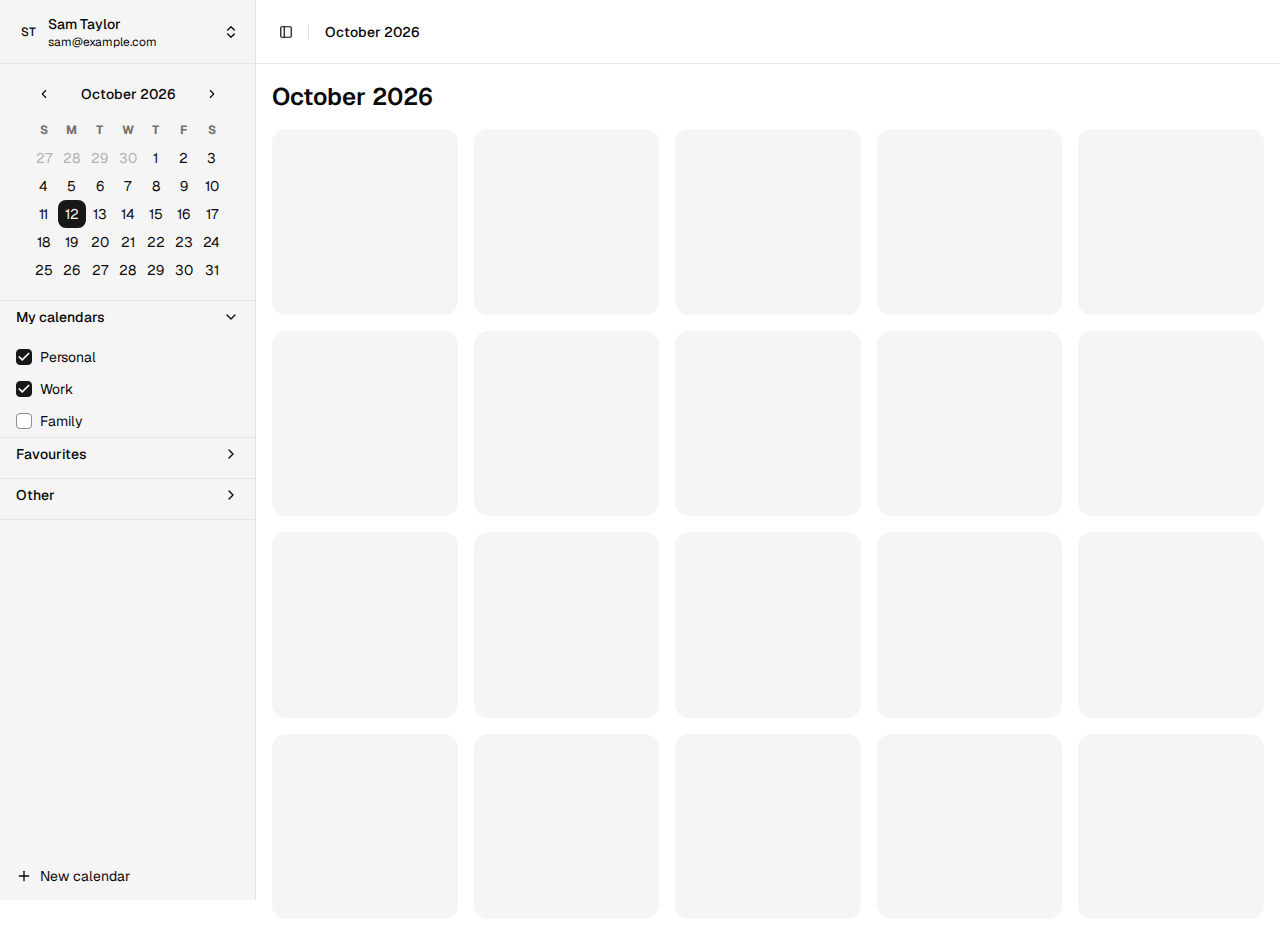 ST
Sam Taylor
sam@example.com
October 2026
October 2026
S M T W T F S
27 28 29 30 1 2 3
4 5 6 7 8 9 10
11 12 13 14 15 16 17
18 19 20 21 22 23 24
25 26 27 28 29 30 31
My calendars
Personal
Work
Family
Favourites
Other
New calendar
October 2026